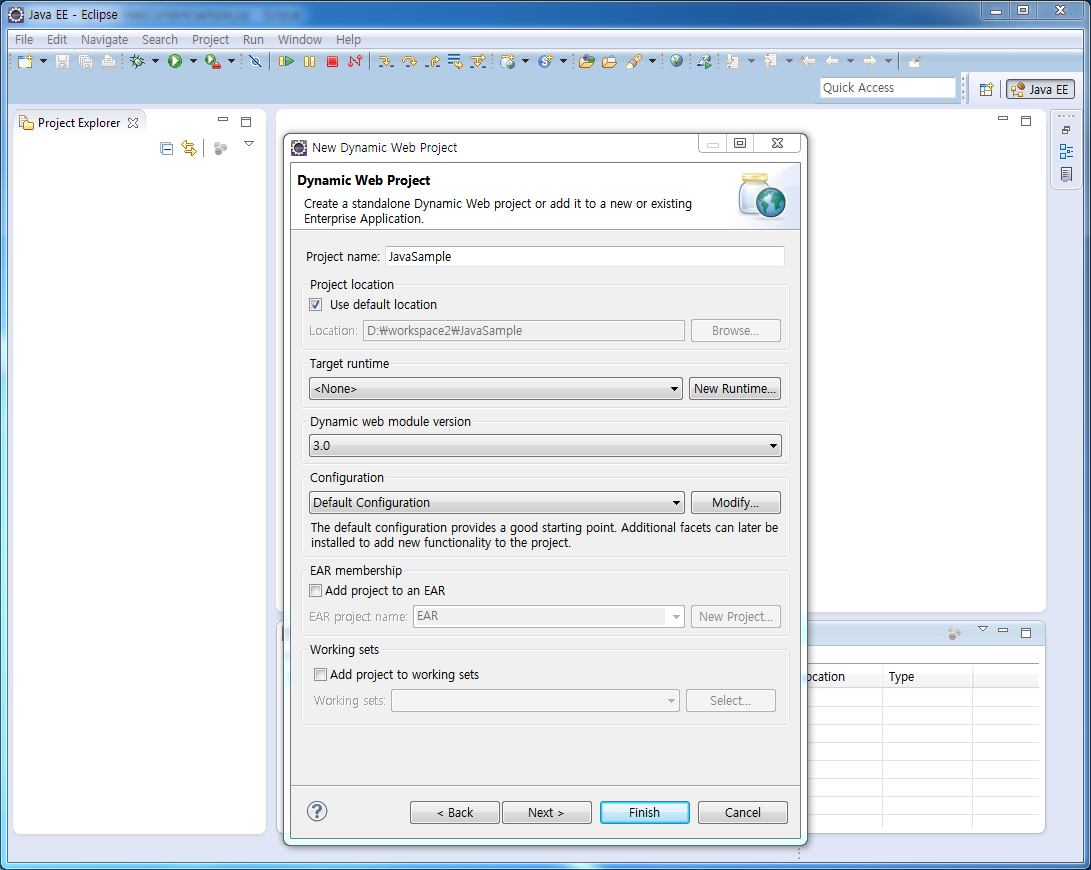 Java EE - Eclipse
File Edit Navigate Search Project Run Window Help
Quick Access
Java EE
Project Explorer
New Dynamic Web Project
Dynamic Web Project
Create a standalone Dynamic Web project or add it to a new or existing
Enterprise Application.
Project name: JavaSample
Project location
Use default location
Location: D:₩workspace2₩JavaSample Browse...
Target runtime
<None> New Runtime...
Dynamic web module version
3.0
Configuration
Default Configuration Modify...
The default configuration provides a good starting point. Additional facets can later be
installed to add new functionality to the project.
EAR membership
Add project to an EAR
EAR project name: EAR New Project...
Working sets
Add project to working sets
Working sets: Select...
ocation Type
< Back Next > Finish Cancel